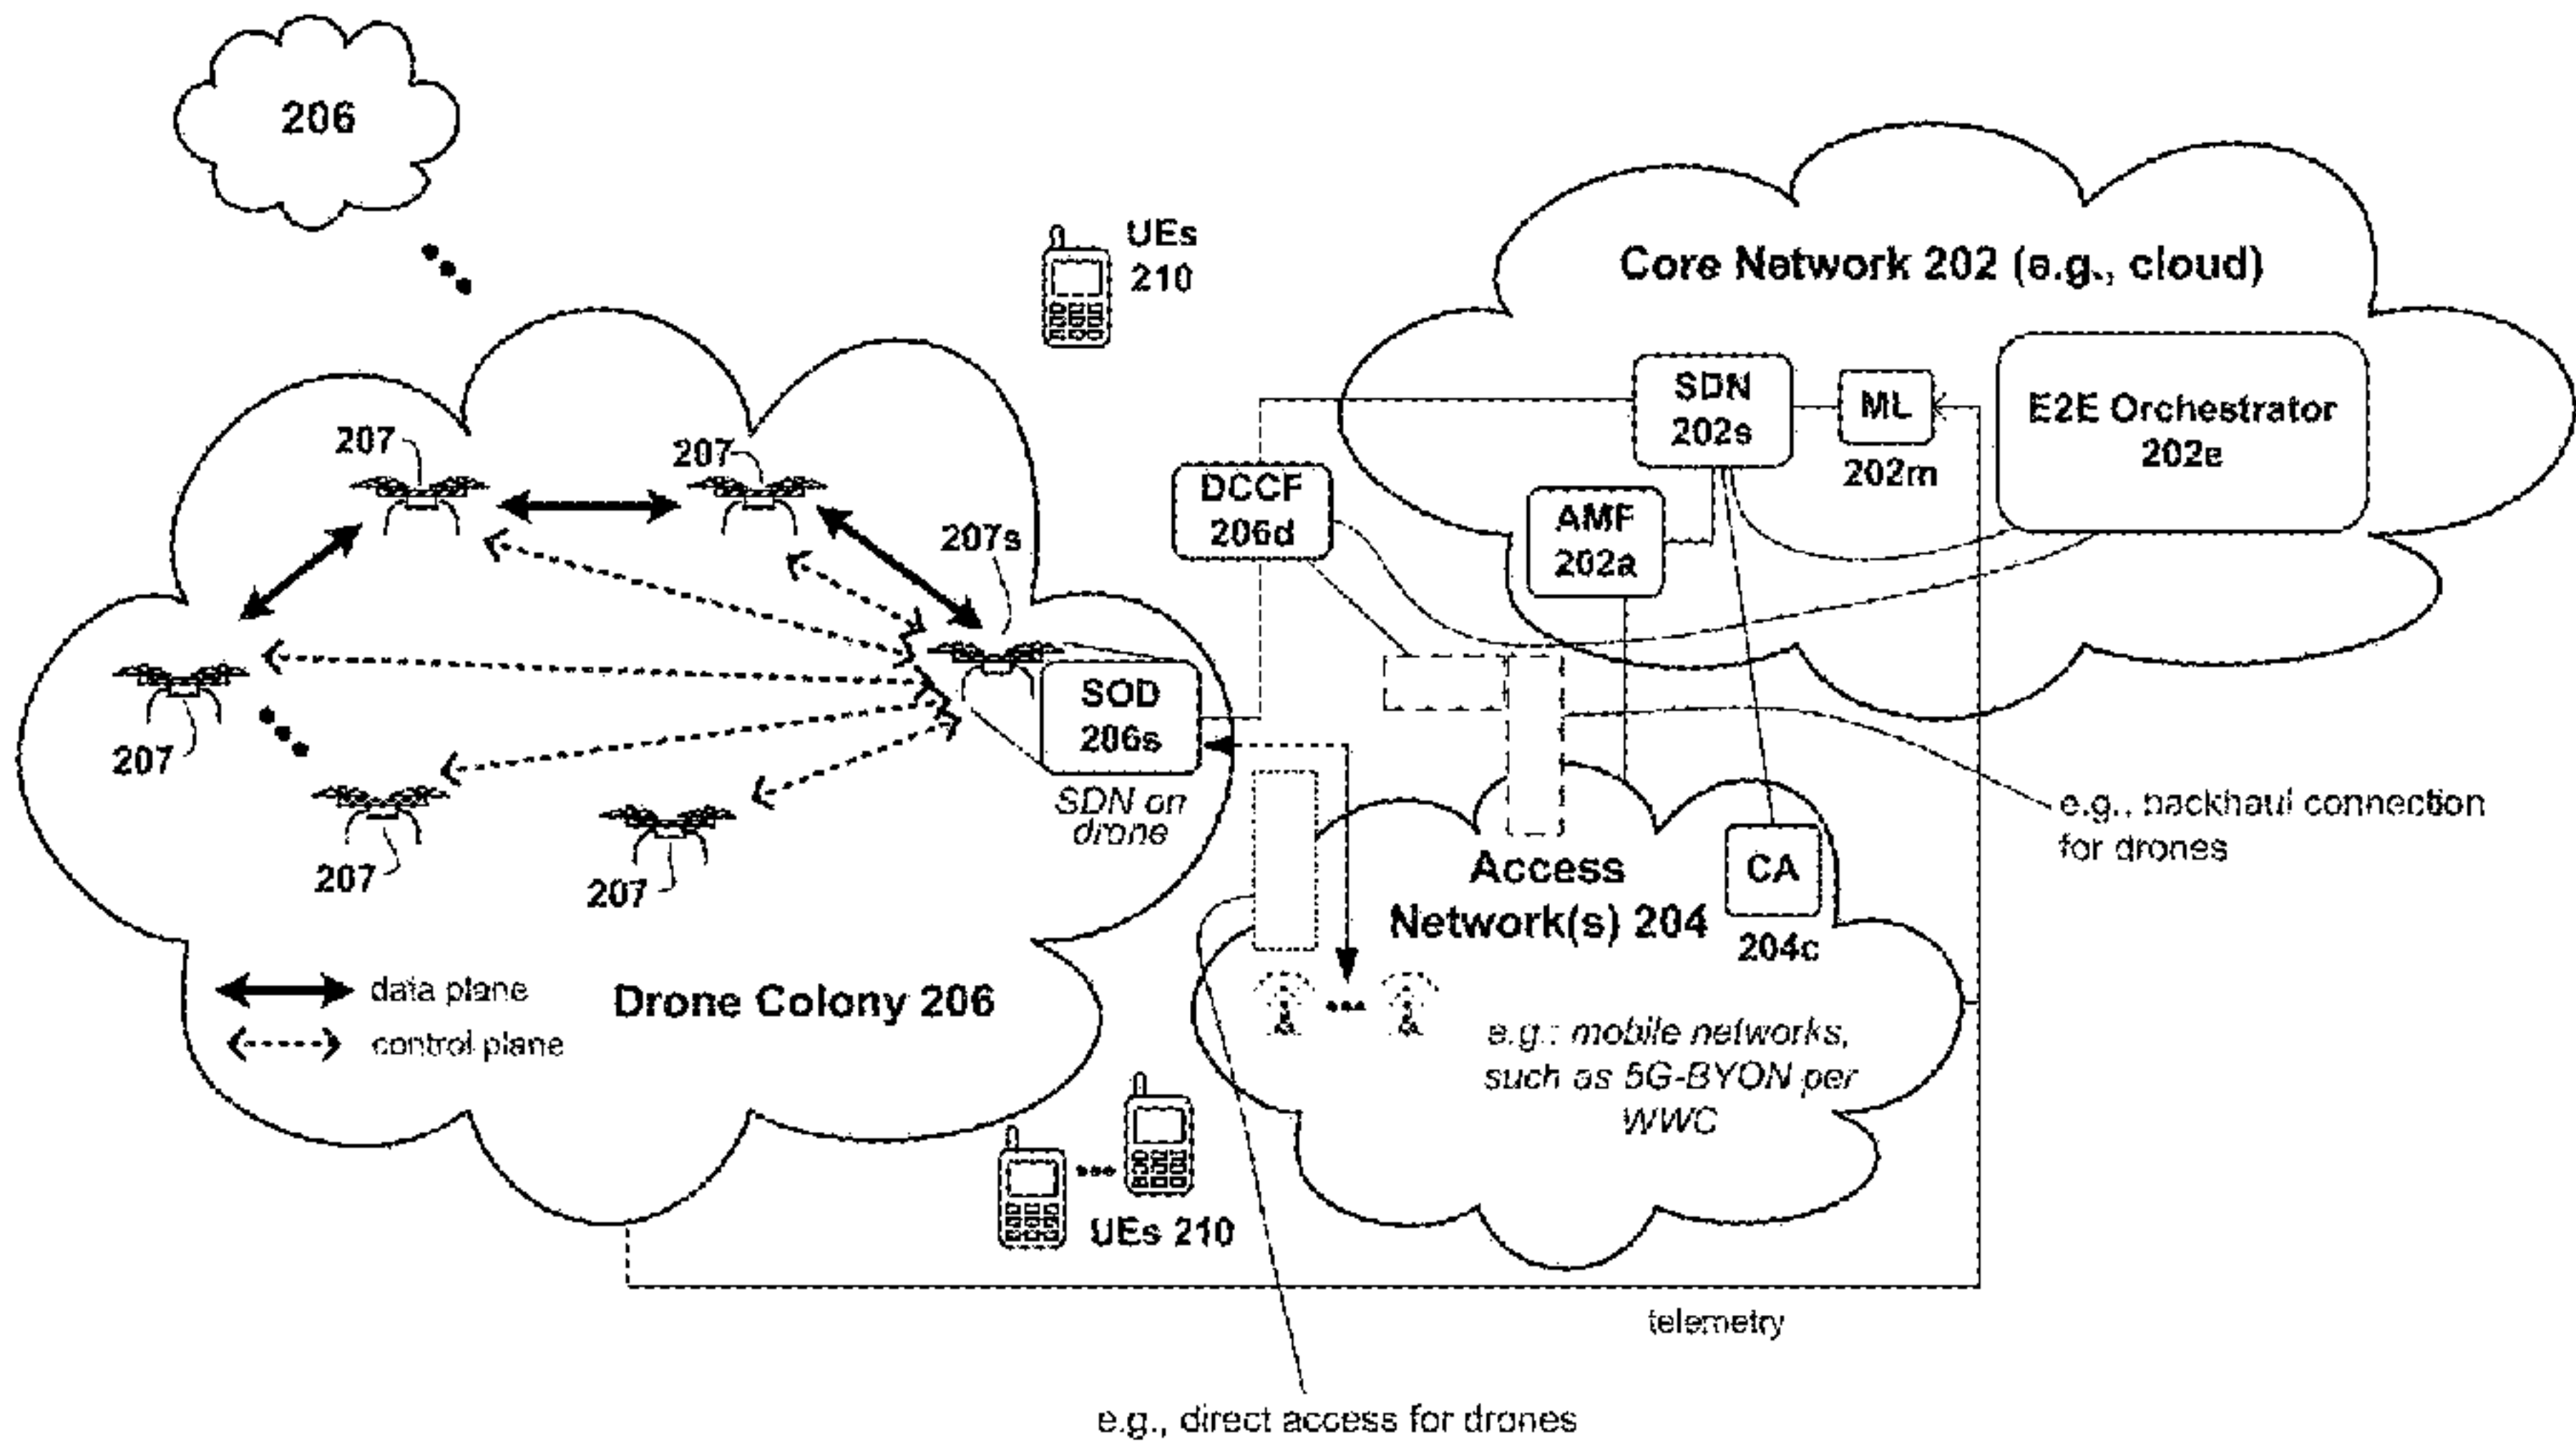 206
UEs
210
Core Network 202 (e.g., cloud)
SDN
202s
ML
202m
E2E Orchestrator
202e
DCCF
206d
AMF
202a
207
207
207s
207
207
207
SOD
206s
SDN on
drone
data plane
control plane
Drone Colony 206
Access
Network(s) 204
CA
204c
e.g.: mobile networks,
such as 5G-BYON per
WWC
e.g., backhaul connection
for drones
UEs 210
telemetry
e.g., direct access for drones